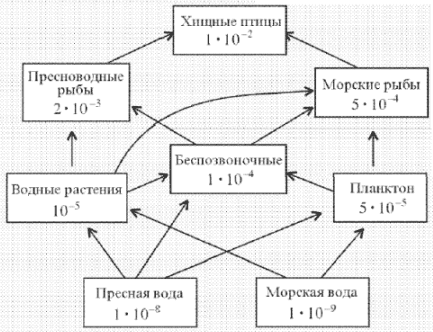 Хищные птицы
1 · 10⁻²
Пресноводные
рыбы
2 · 10⁻³
Морские рыбы
5 · 10⁻⁴
Беспозвоночные
1 · 10⁻⁴
Водные растения
10⁻⁵
Планктон
5 · 10⁻⁵
Пресная вода
1 · 10⁻⁸
Морская вода
1 · 10⁻⁹